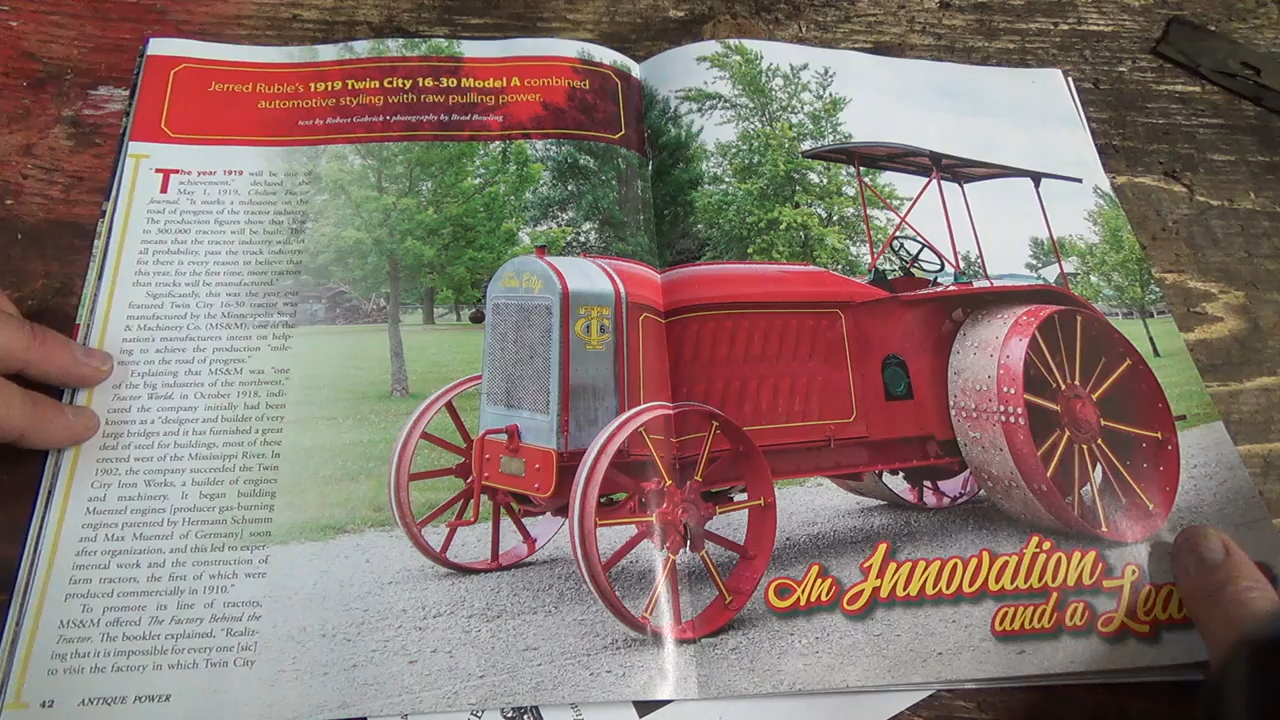 Jerred Ruble's 1919 Twin City 16-30 Model A combined
automotive styling with raw pulling power.
text by Robert Gabrick • photography by Brad Bowling
"The year 1919 will be one of
achievement," declared the
May 1, 1919, Chilton Tractor
Journal. "It marks a milestone on the
road of progress of the tractor industry.
The production figures show that close
to 300,000 tractors will be built. This
means that the tractor industry will, in
all probability, pass the truck industry,
for there is every reason to believe that
this year, for the first time, more tractors
than trucks will be manufactured."
Significantly, this was the year our
featured Twin City 16-30 tractor was
manufactured by the Minneapolis Steel
& Machinery Co. (MS&M), one of the
nation's manufacturers intent on help-
ing to achieve the production "mile-
stone on the road of progress."
Explaining that MS&M was "one
of the big industries of the northwest,"
Tractor World, in October 1918, indi-
cated the company initially had been
known as a "designer and builder of very
large bridges and it has furnished a great
deal of steel for buildings, most of these
erected west of the Mississippi River. In
1902, the company succeeded the Twin
City Iron Works, a builder of engines
and machinery. It began building
Muenzel engines [producer gas-burning
engines patented by Hermann Schumm
and Max Muenzel of Germany] soon
after organization, and this led to exper-
imental work and the construction of
farm tractors, the first of which were
produced commercially in 1910."
To promote its line of tractors,
MS&M offered The Factory Behind the
Tractor. The booklet explained, "Realiz-
ing that it is impossible for every one [sic]
to visit the factory in which Twin City
42 ANTIQUE POWER
Twin City
An Innovation
and a Lea